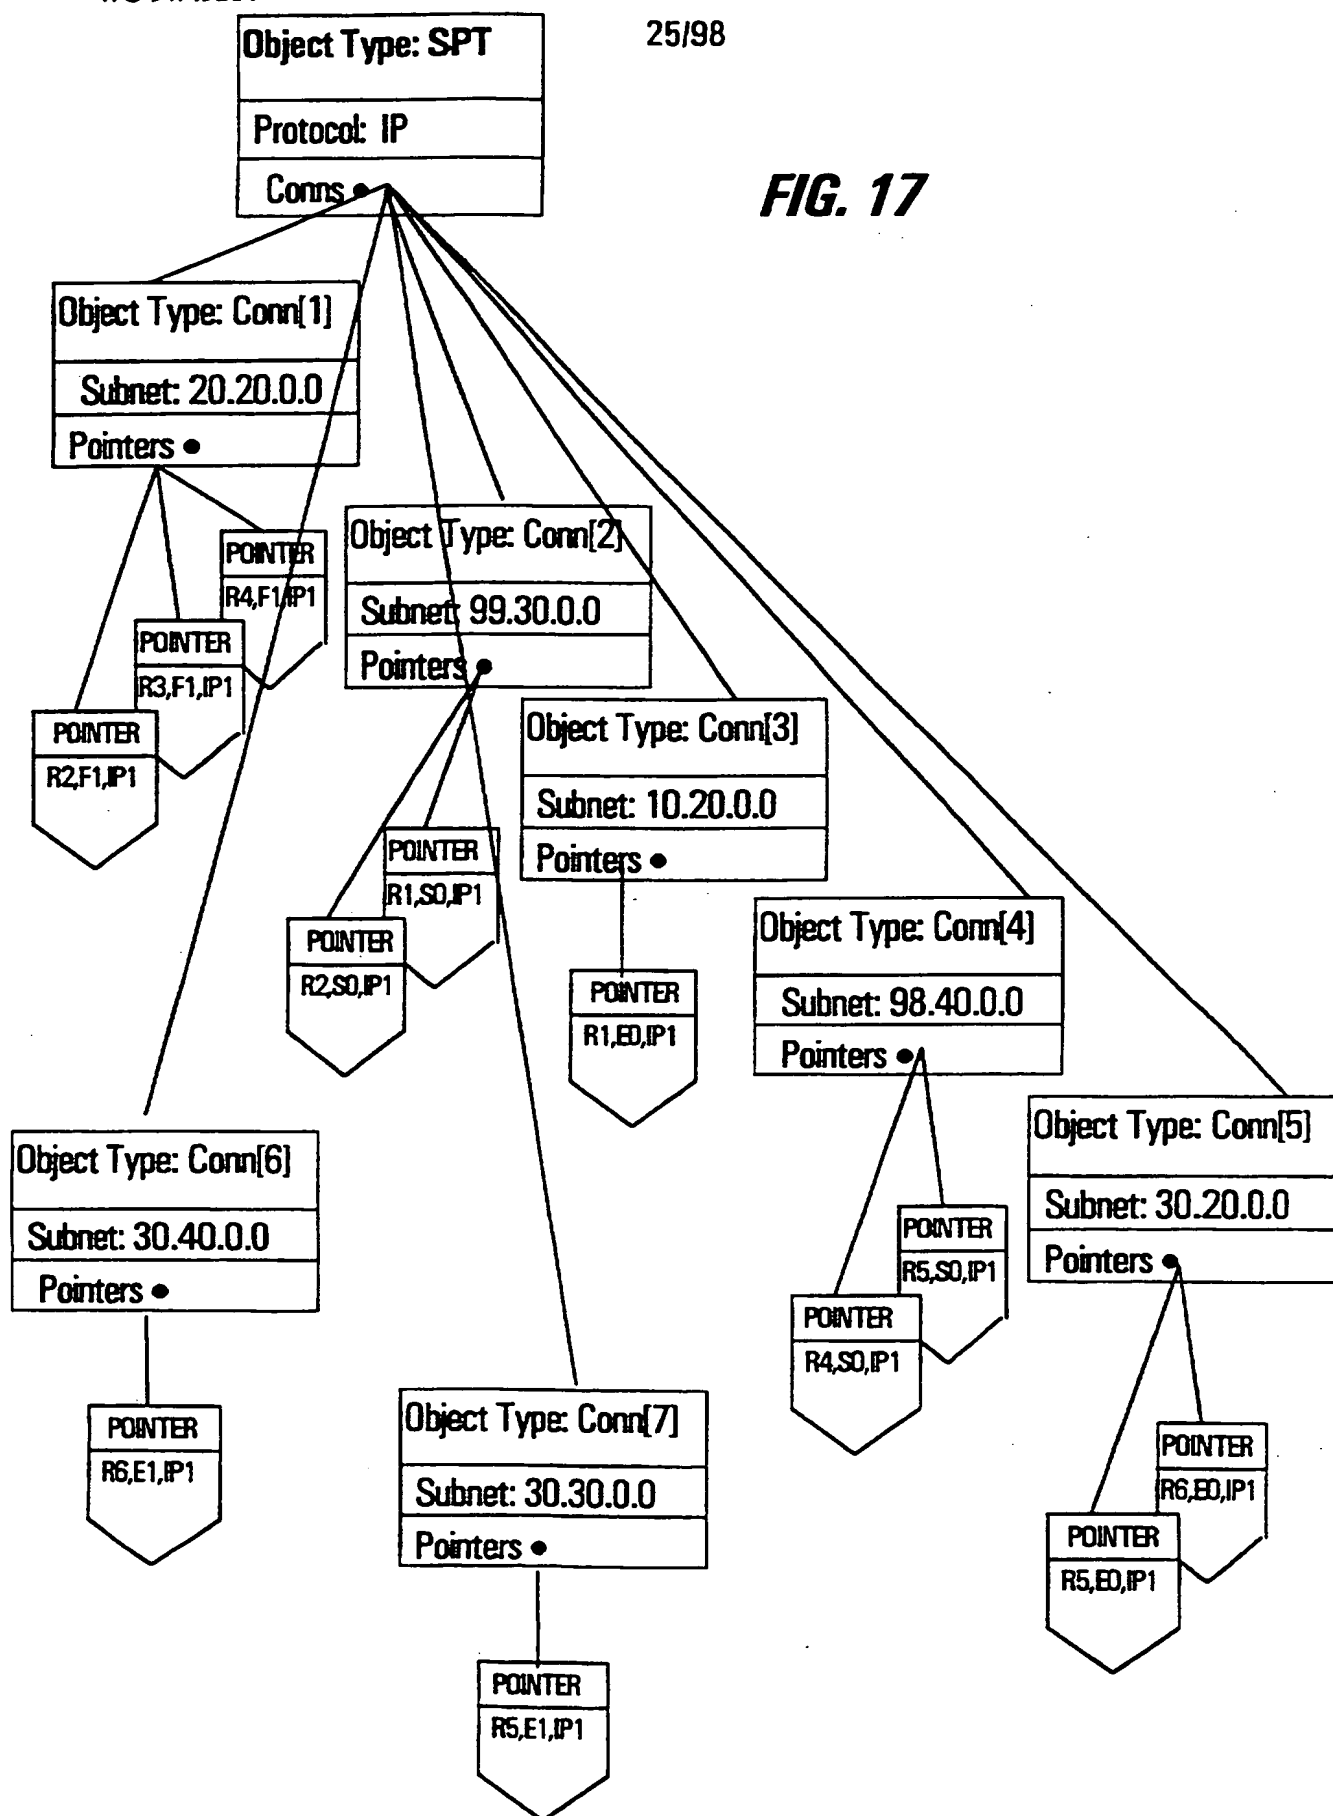 25/98
Object Type: SPT
Protocol: IP
Conns
FIG. 17
Object Type: Conn[1]
Subnet: 20.20.0.0
Pointers
POINTER
R4,F1,IP1
POINTER
R3,F1,IP1
POINTER
R2,F1,IP1
Object Type: Conn[2]
Subnet: 99.30.0.0
Pointers
POINTER
R1,S0,IP1
POINTER
R2,S0,IP1
Object Type: Conn[3]
Subnet: 10.20.0.0
Pointers
POINTER
R1,E0,IP1
Object Type: Conn[4]
Subnet: 98.40.0.0
Pointers
POINTER
R5,S0,IP1
POINTER
R4,S0,IP1
Object Type: Conn[5]
Subnet: 30.20.0.0
Pointers
POINTER
R6,E0,IP1
POINTER
R5,E0,IP1
Object Type: Conn[6]
Subnet: 30.40.0.0
Pointers
POINTER
R6,E1,IP1
Object Type: Conn[7]
Subnet: 30.30.0.0
Pointers
POINTER
R5,E1,IP1